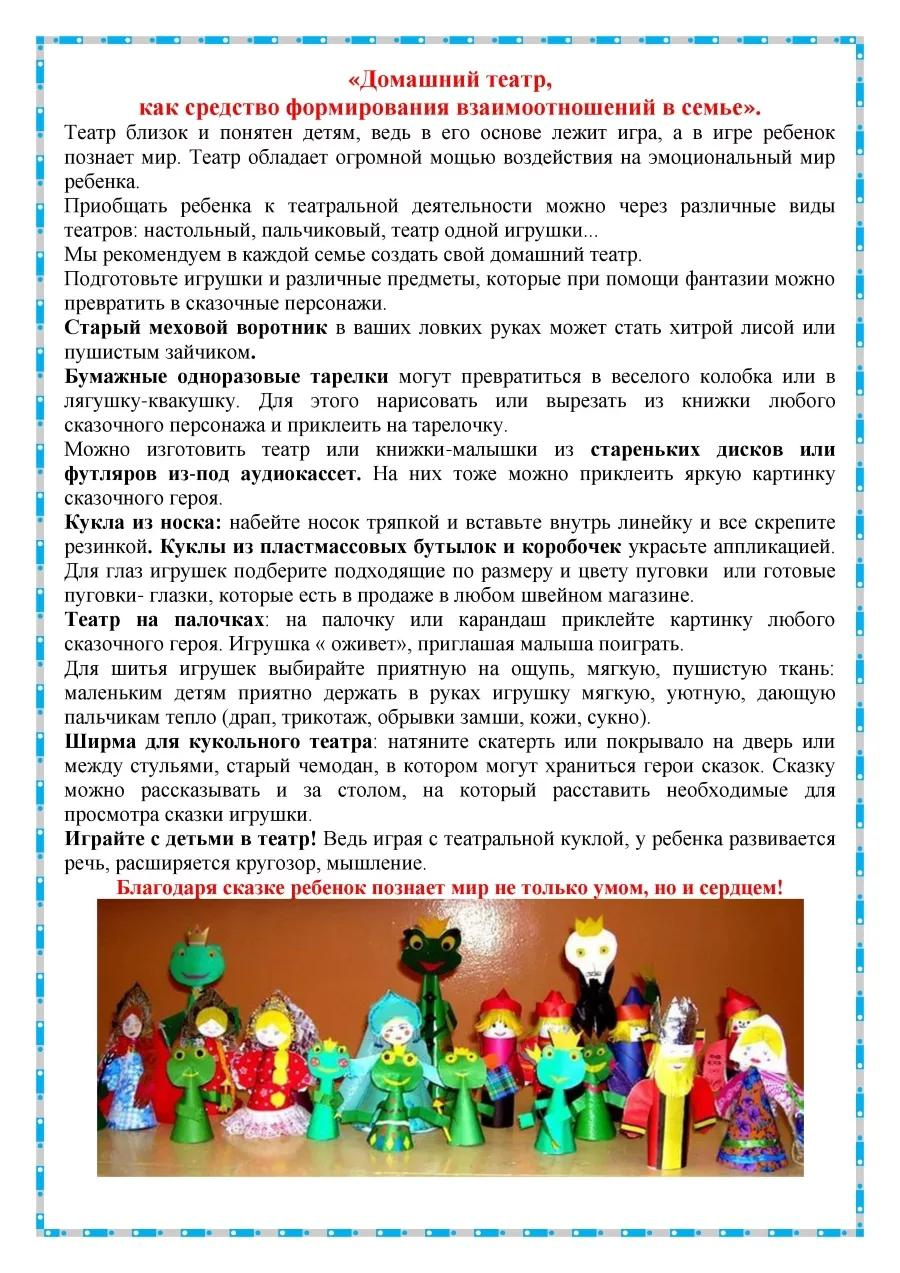 «Домашний театр,
как средство формирования взаимоотношений в семье».
Театр близок и понятен детям, ведь в его основе лежит игра, а в игре ребенок
познает мир. Театр обладает огромной мощью воздействия на эмоциональный мир
ребенка.
Приобщать ребенка к театральной деятельности можно через различные виды
театров: настольный, пальчиковый, театр одной игрушки...
Мы рекомендуем в каждой семье создать свой домашний театр.
Подготовьте игрушки и различные предметы, которые при помощи фантазии можно
превратить в сказочные персонажи.
Старый меховой воротник в ваших ловких руках может стать хитрой лисой или
пушистым зайчиком.
Бумажные одноразовые тарелки могут превратиться в веселого колобка или в
лягушку-квакушку. Для этого нарисовать или вырезать из книжки любого
сказочного персонажа и приклеить на тарелочку.
Можно изготовить театр или книжки-малышки из стареньких дисков или
футляров из-под аудиокассет. На них тоже можно приклеить яркую картинку
сказочного героя.
Кукла из носка: набейте носок тряпкой и вставьте внутрь линейку и все скрепите
резинкой. Куклы из пластмассовых бутылок и коробочек украсьте аппликацией.
Для глаз игрушек подберите подходящие по размеру и цвету пуговки  или готовые
пуговки- глазки, которые есть в продаже в любом швейном магазине.
Театр на палочках: на палочку или карандаш приклейте картинку любого
сказочного героя. Игрушка « оживет», приглашая малыша поиграть.
Для шитья игрушек выбирайте приятную на ощупь, мягкую, пушистую ткань:
маленьким детям приятно держать в руках игрушку мягкую, уютную, дающую
пальчикам тепло (драп, трикотаж, обрывки замши, кожи, сукно).
Ширма для кукольного театра: натяните скатерть или покрывало на дверь или
между стульями, старый чемодан, в котором могут храниться герои сказок. Сказку
можно рассказывать и за столом, на который расставить необходимые для
просмотра сказки игрушки.
Играйте с детьми в театр! Ведь играя с театральной куклой, у ребенка развивается
речь, расширяется кругозор, мышление.
Благодаря сказке ребенок познает мир не только умом, но и сердцем!